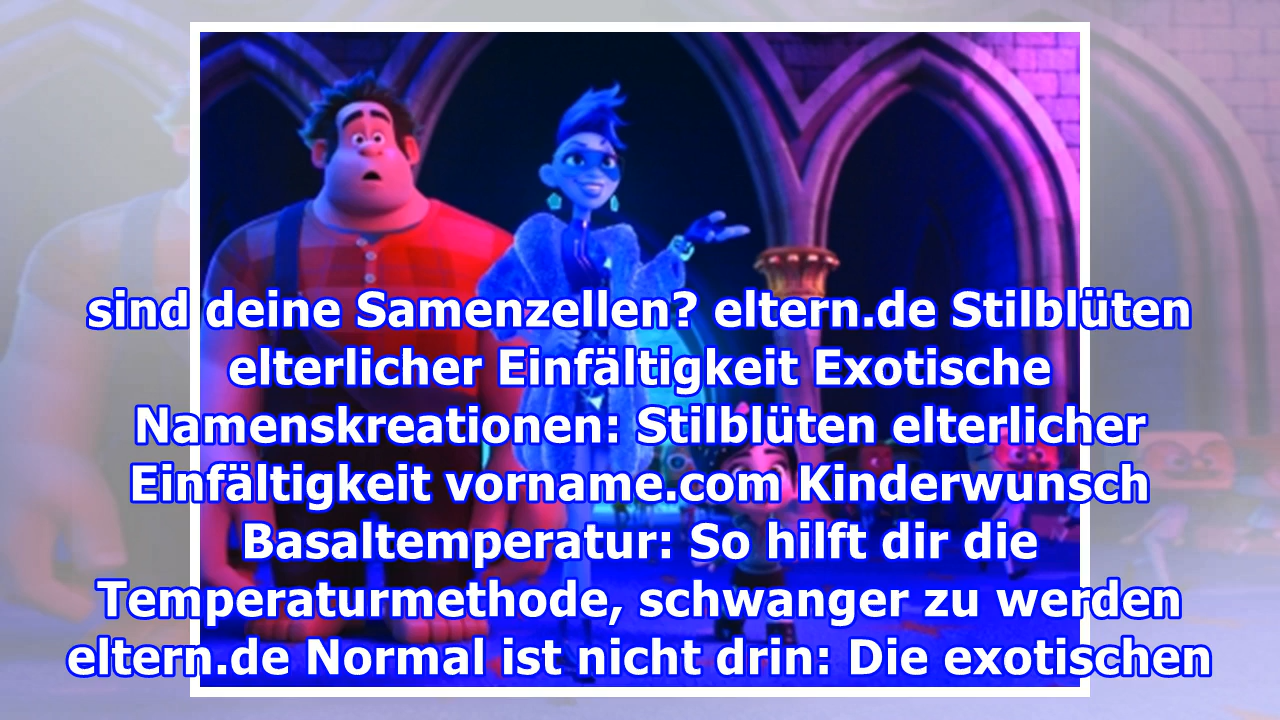 sind deine Samenzellen? eltern.de Stilblüten
elterlicher Einfältigkeit Exotische
Namenskreationen: Stilblüten elterlicher
Einfältigkeit vorname.com Kinderwunsch
Basaltemperatur: So hilft dir die
Temperaturmethode, schwanger zu werden
eltern.de Normal ist nicht drin: Die exotischen